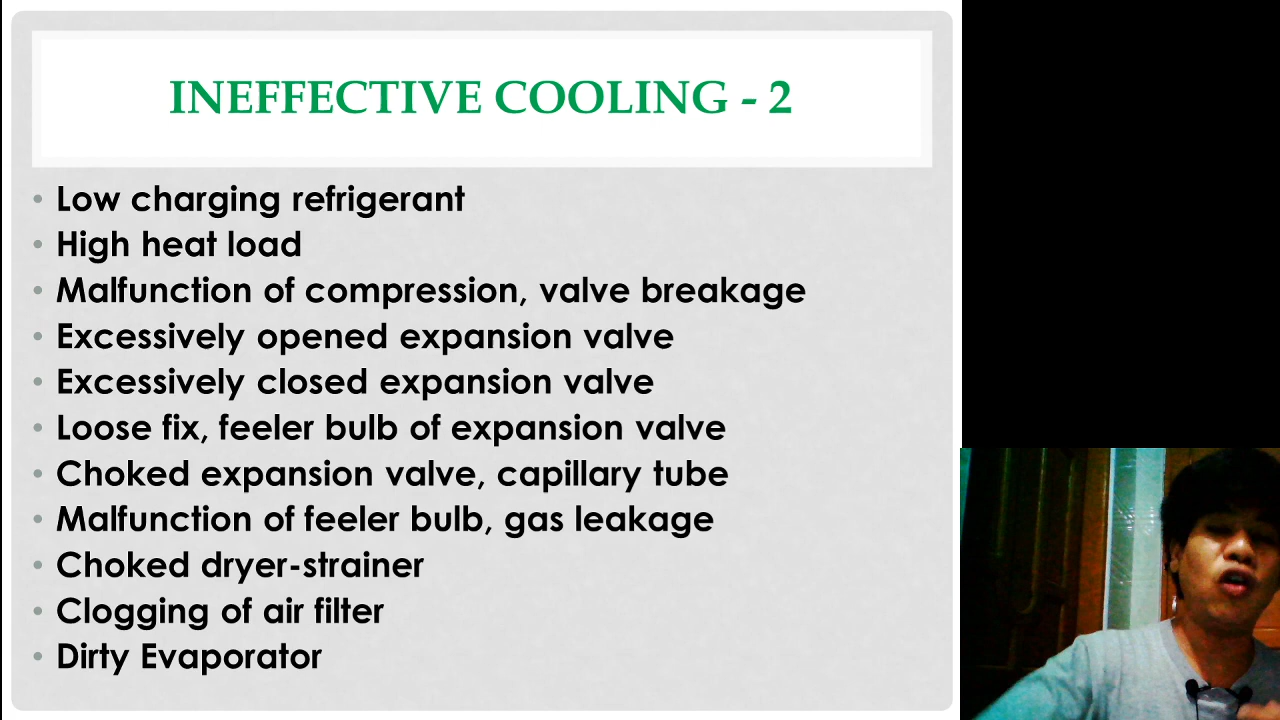 INEFFECTIVE COOLING - 2
• Low charging refrigerant
• High heat load
• Malfunction of compression, valve breakage
• Excessively opened expansion valve
• Excessively closed expansion valve
• Loose fix, feeler bulb of expansion valve
• Choked expansion valve, capillary tube
• Malfunction of feeler bulb, gas leakage
• Choked dryer-strainer
• Clogging of air filter
• Dirty Evaporator